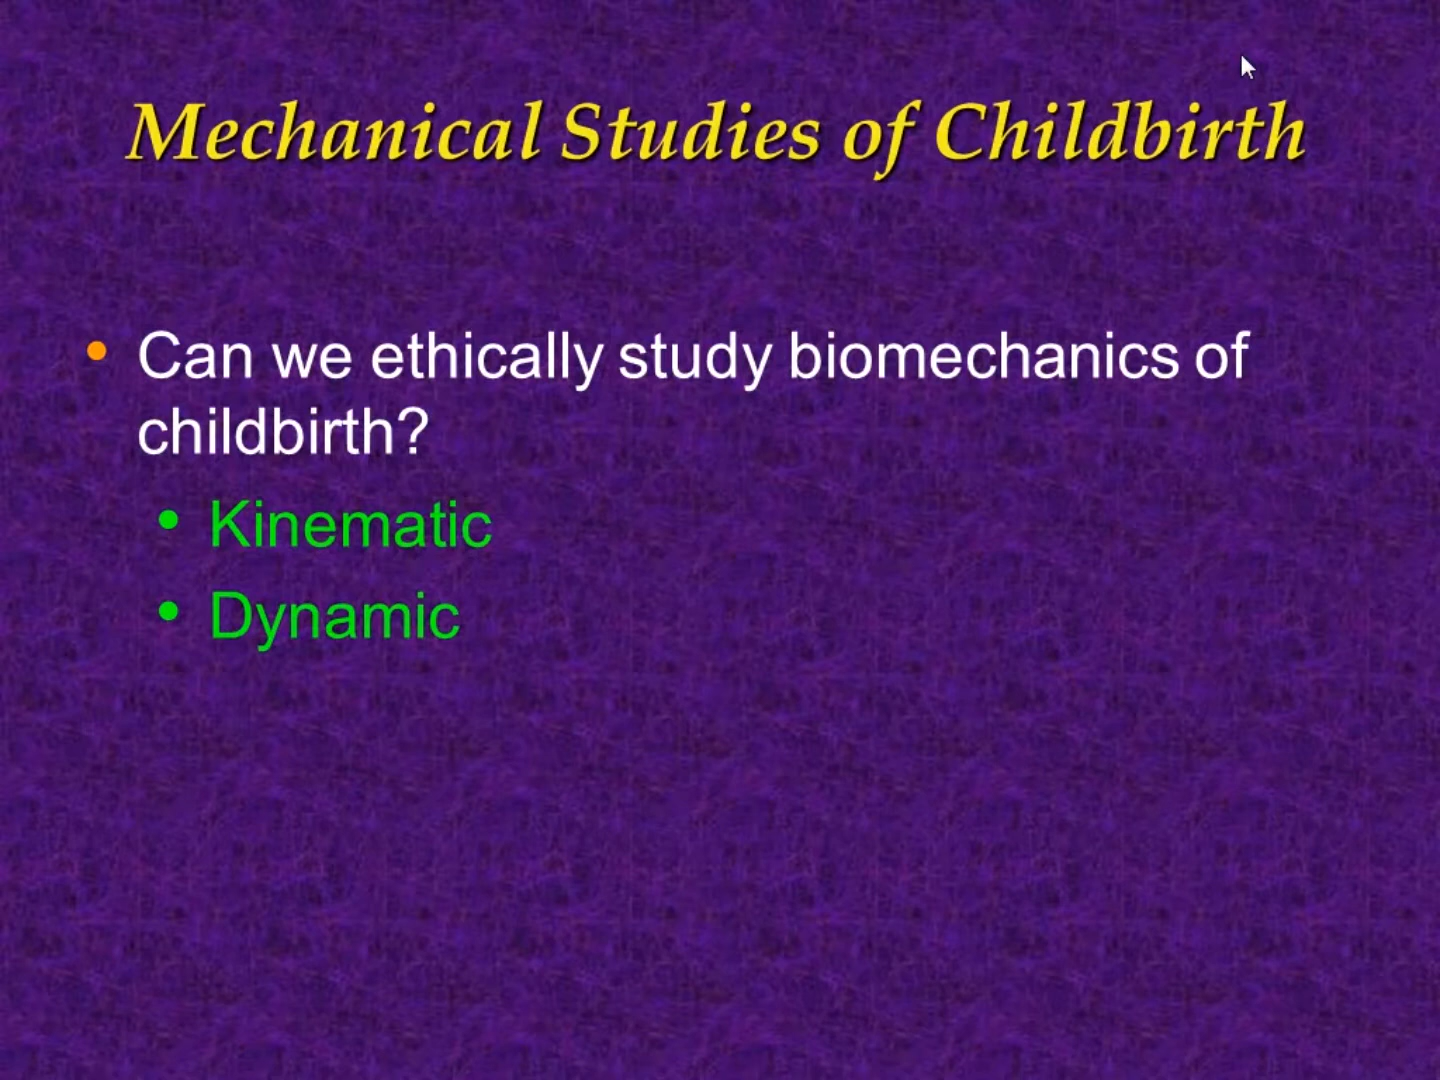 Mechanical Studies of Childbirth
• Can we ethically study biomechanics of
childbirth?
• Kinematic
• Dynamic